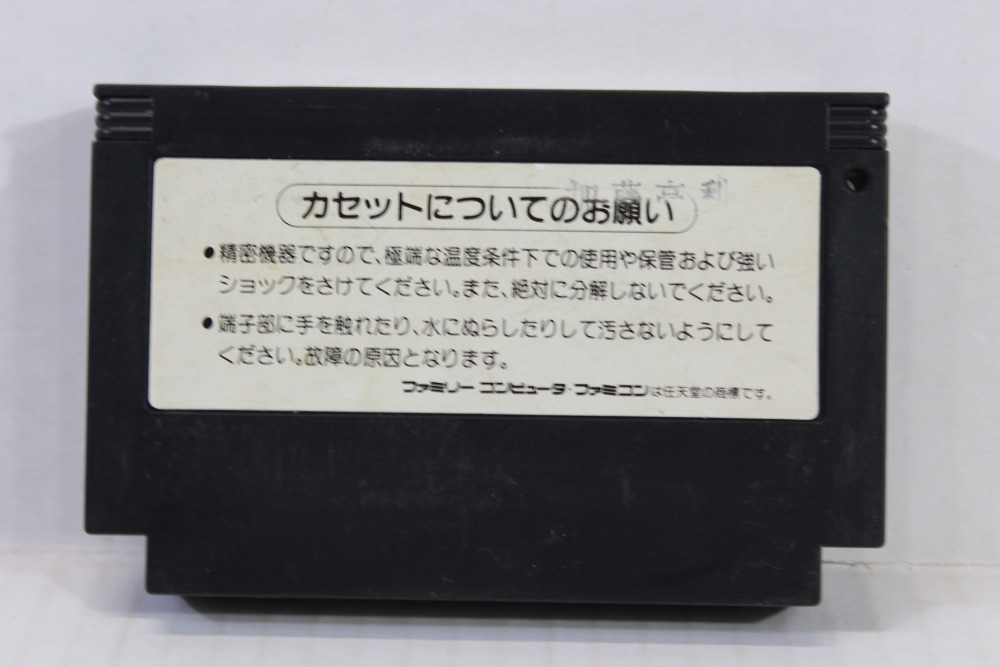 加藤高利
カセットについてのお願い
●精密機器ですので、極端な温度条件下での使用や保管および強い
ショックをさけてください。また、絶対に分解しないでください。
●端子部に手を触れたり、水にぬらしたりして汚さないようにして
ください。故障の原因となります。
ファミリー コンピュータ・ファミコンは任天堂の商標です。